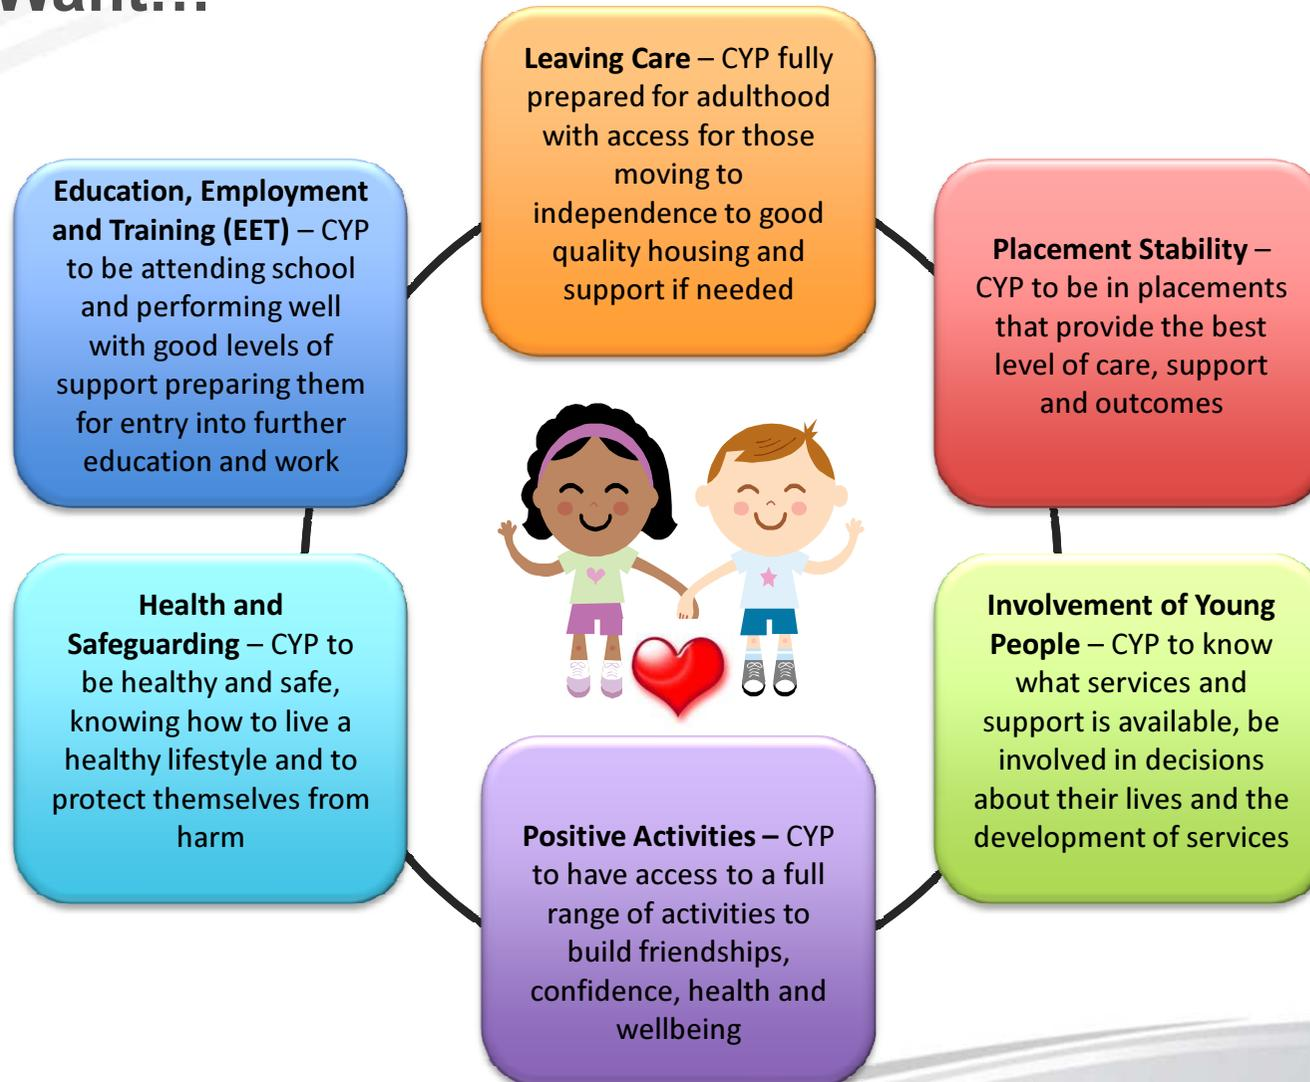 Want...
Leaving Care – CYP fully
prepared for adulthood
with access for those
moving to
independence to good
quality housing and
support if needed
Placement Stability –
CYP to be in placements
that provide the best
level of care, support
and outcomes
Involvement of Young
People – CYP to know
what services and
support is available, be
involved in decisions
about their lives and the
development of services
Positive Activities – CYP
to have access to a full
range of activities to
build friendships,
confidence, health and
wellbeing
Health and
Safeguarding – CYP to
be healthy and safe,
knowing how to live a
healthy lifestyle and to
protect themselves from
harm
Education, Employment
and Training (EET) – CYP
to be attending school
and performing well
with good levels of
support preparing them
for entry into further
education and work